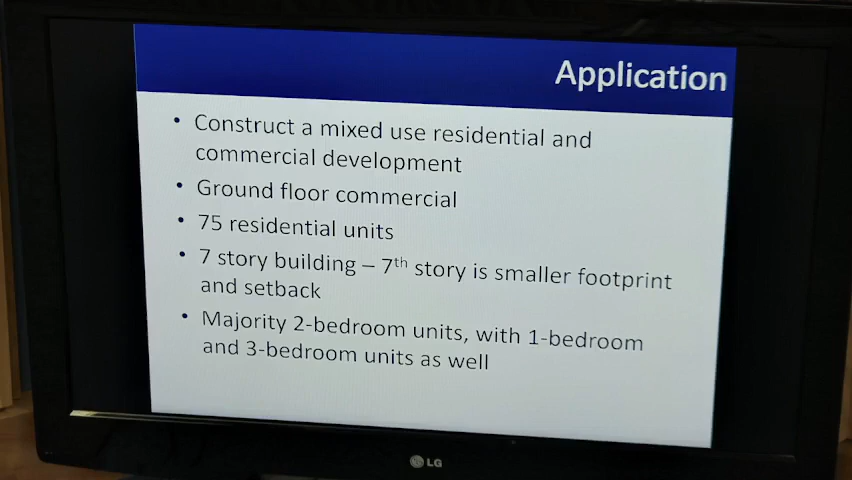 Application
• Construct a mixed use residential and
commercial development
• Ground floor commercial
• 75 residential units
• 7 story building – 7th story is smaller footprint
and setback
• Majority 2-bedroom units, with 1-bedroom
and 3-bedroom units as well
LG